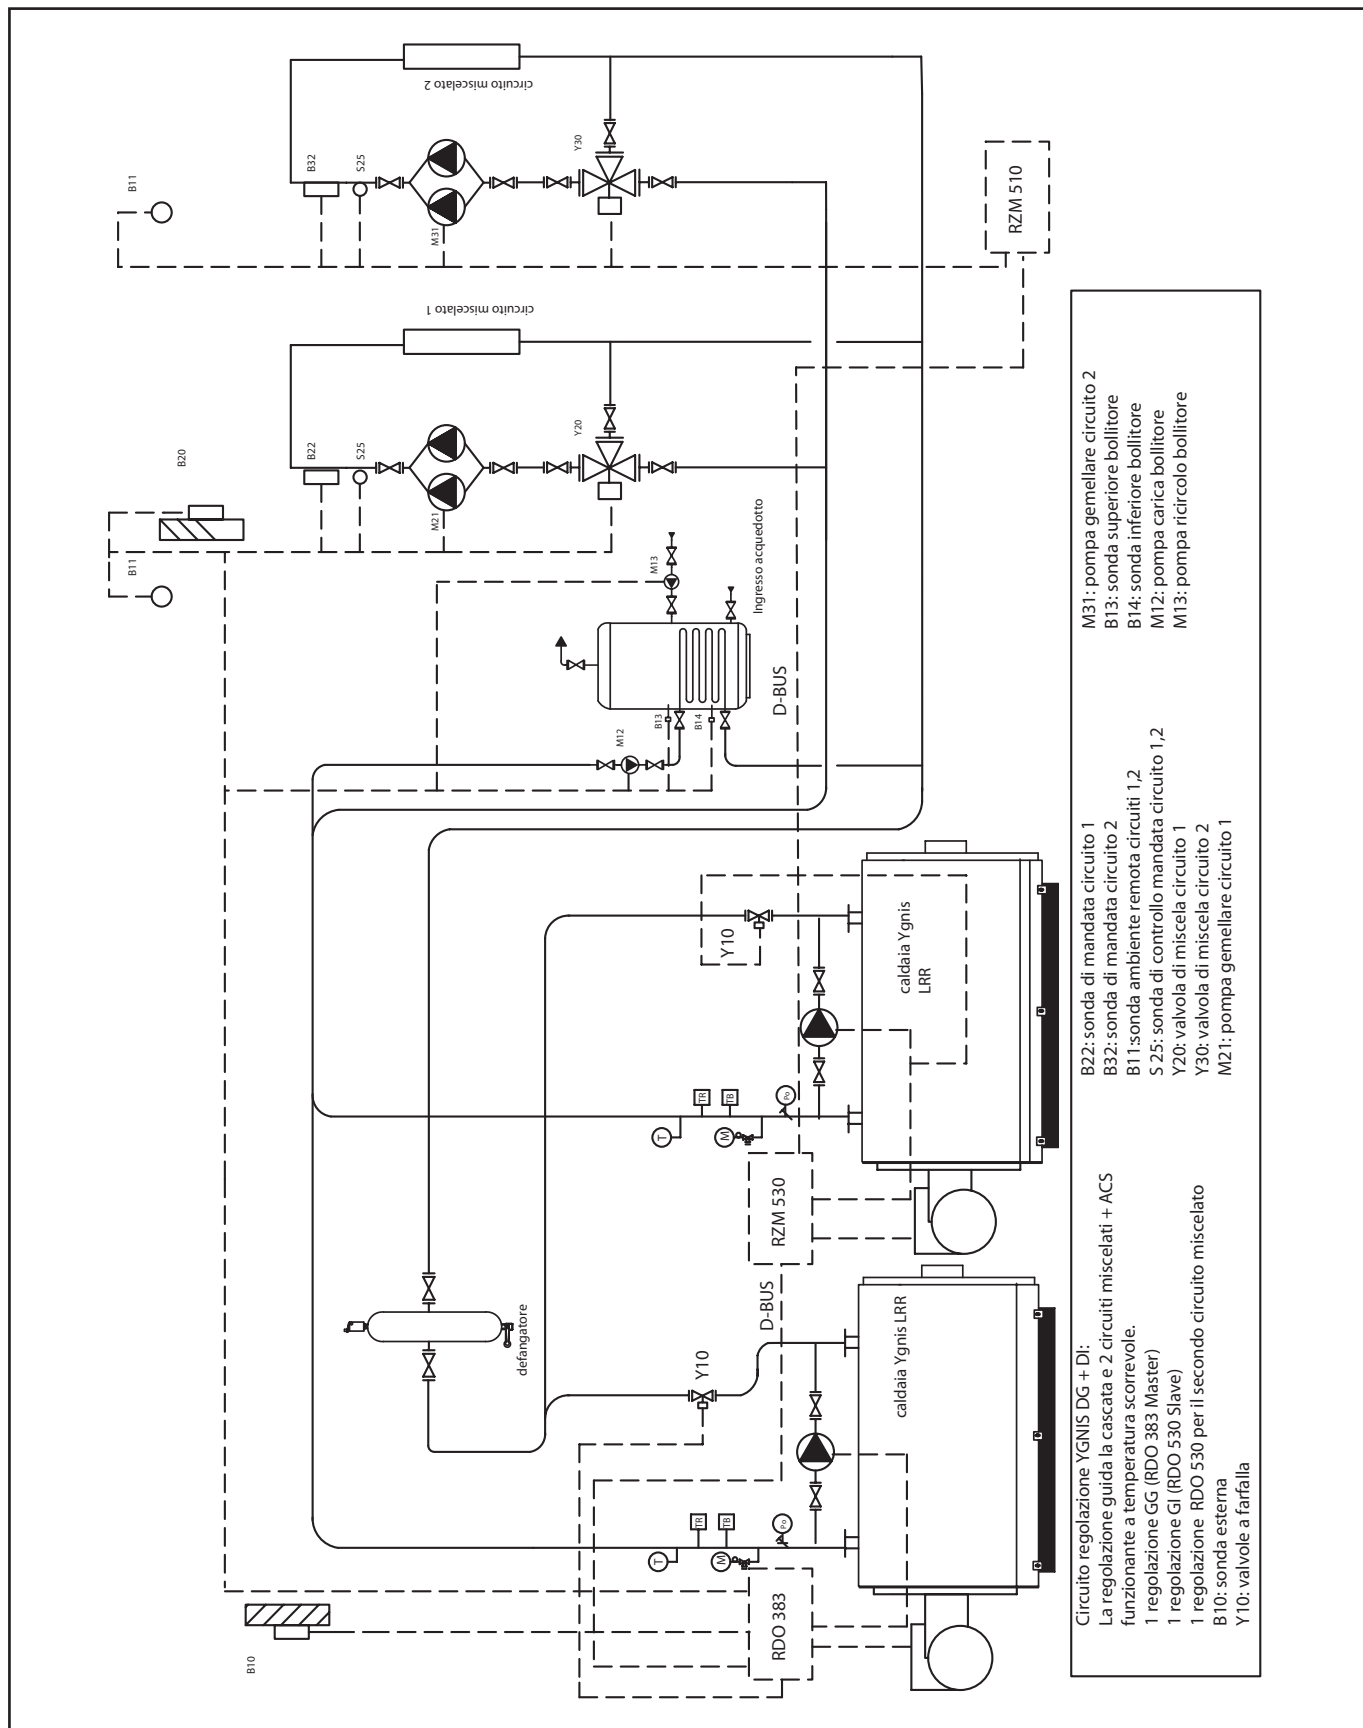 circuito miscelato 2
B11
B32
S25
M31
Y30
RZM 510
circuito miscelato 1
B20
B11
B22
S25
M21
Y20
M13
Ingresso acquedotto
B13
B14
M12
D-BUS
Y10
caldaia Ygnis
LRR
TR
TB
T
M
Po
RZM 530
D-BUS
defangatore
Y10
caldaia Ygnis LRR
TR
TB
T
M
Po
RDO 383
B10
Circuito regolazione YGNIS DG + DI:
La regolazione guida la cascata e 2 circuiti miscelati + ACS
funzionante a temperatura scorrevole.
1 regolazione GG (RDO 383 Master)
1 regolazione GI (RDO 530 Slave)
1 regolazione RDO 530 per il secondo circuito miscelato
B10: sonda esterna
Y10: valvole a farfalla
B22: sonda di mandata circuito 1
B32: sonda di mandata circuito 2
B11:sonda ambiente remota circuiti 1,2
S 25: sonda di controllo mandata circuito 1,2
Y20: valvola di miscela circuito 1
Y30: valvola di miscela circuito 2
M21: pompa gemellare circuito 1
M31: pompa gemellare circuito 2
B13: sonda superiore bollitore
B14: sonda inferiore bollitore
M12: pompa carica bollitore
M13: pompa ricircolo bollitore